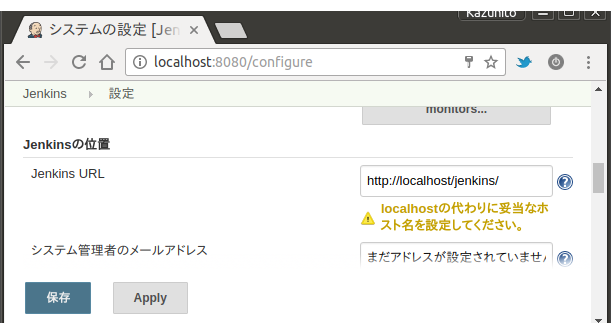 Kazuhito
システムの設定 [Jen
localhost:8080/configure
Jenkins
設定
monitors...
Jenkinsの位置
Jenkins URL
http://localhost/jenkins/
localhostの代わりに妥当なホ
スト名を設定してください。
システム管理者のメールアドレス
まだアドレスが設定されていません
保存
Apply